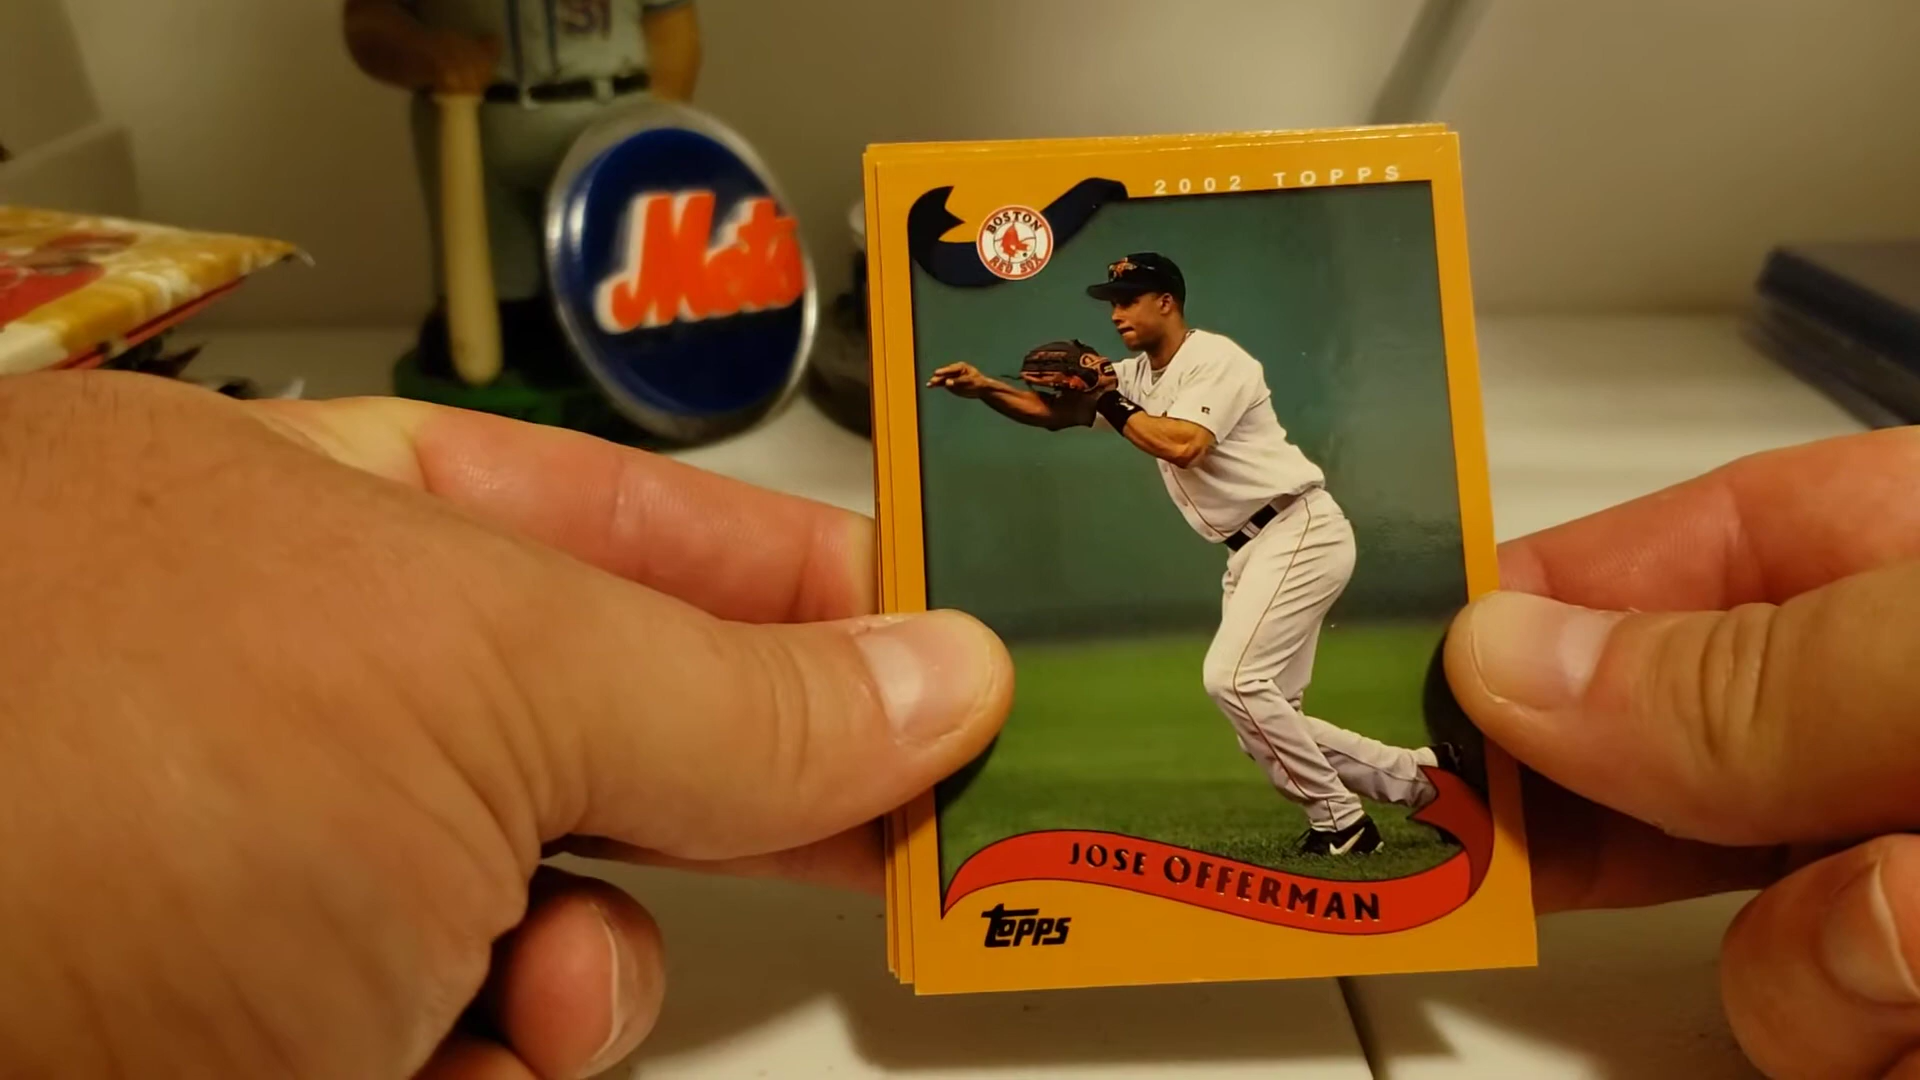 31
Mets
2002 TOPPS
BOSTON
RED SOX
JOSE OFFERMAN
Topps